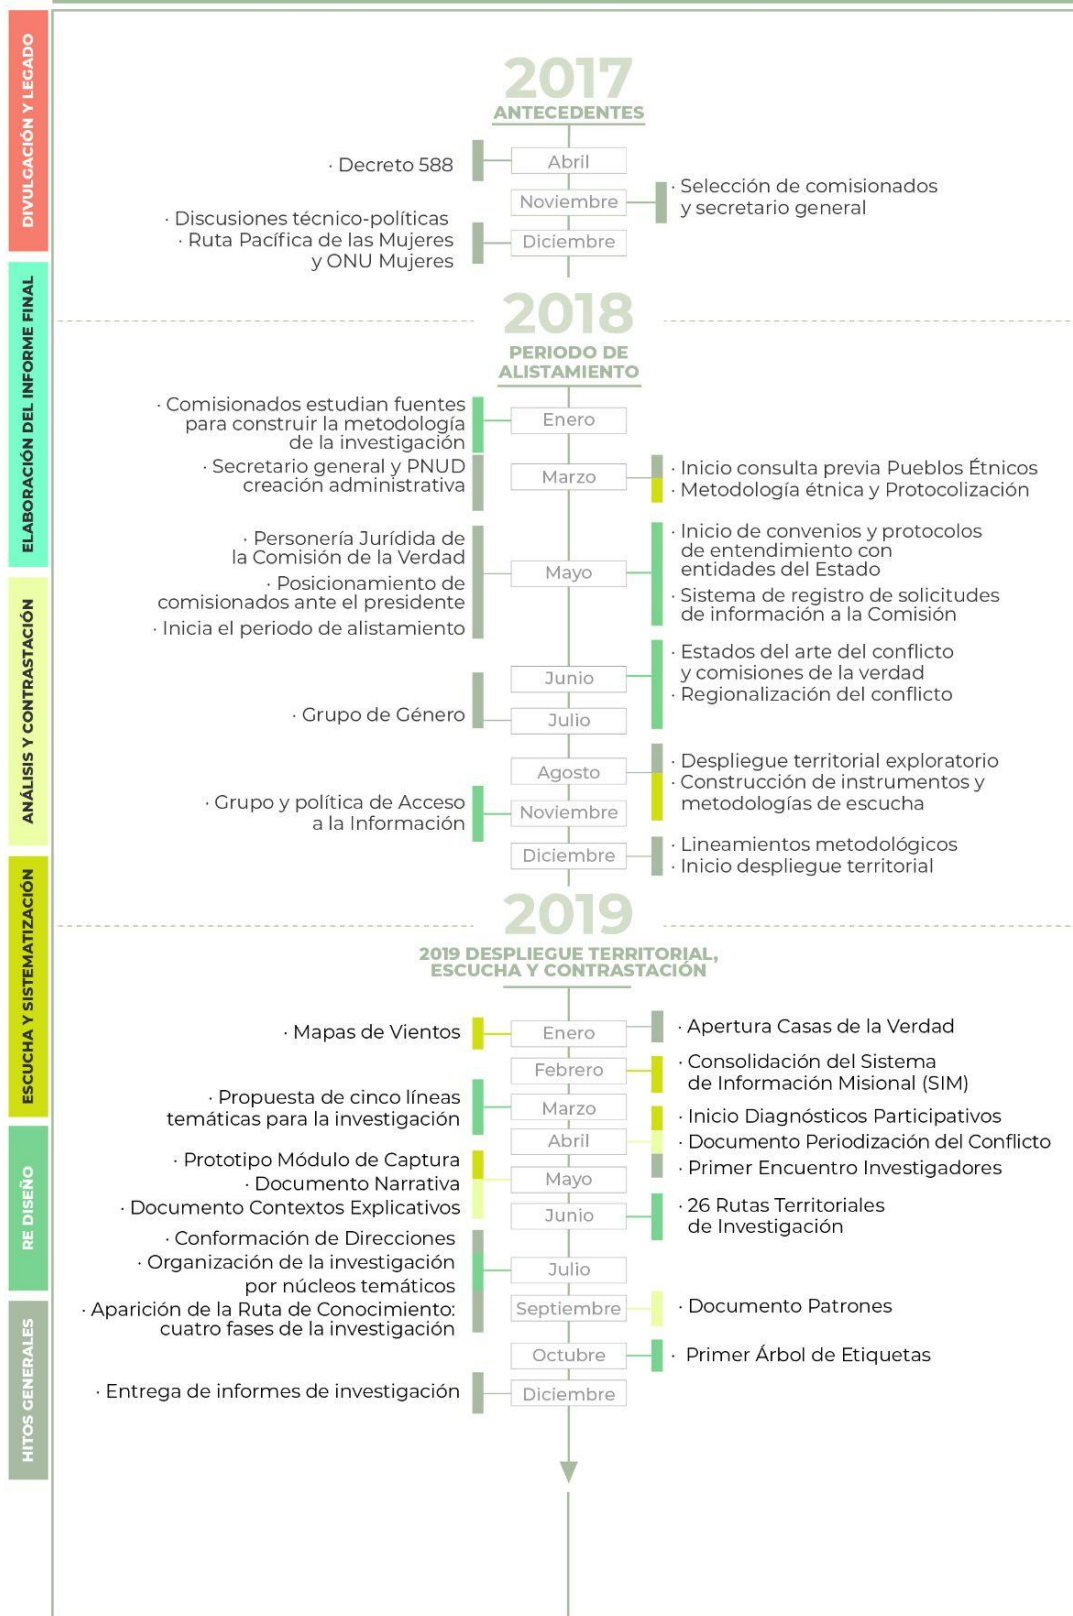 DIVULGACIÓN Y LEGADO
ELABORACIÓN DEL INFORME FINAL
ANÁLISIS Y CONTRASTACIÓN
ESCUCHA Y SISTEMATIZACIÓN
RE DISEÑO
HITOS GENERALES
2017
ANTECEDENTES
· Decreto 588
Abril
Noviembre
· Selección de comisionados
y secretario general
· Discusiones técnico-políticas
· Ruta Pacífica de las Mujeres
y ONU Mujeres
Diciembre
2018
PERIODO DE
ALISTAMIENTO
· Comisionados estudian fuentes
para construir la metodología
de la investigación
Enero
· Secretario general y PNUD
creación administrativa
Marzo
· Inicio consulta previa Pueblos Étnicos
· Metodología étnica y Protocolización
· Personería Jurídida de
la Comisión de la Verdad
· Posicionamiento de
comisionados ante el presidente
· Inicia el periodo de alistamiento
Mayo
· Inicio de convenios y protocolos
de entendimiento con
entidades del Estado
· Sistema de registro de solicitudes
de información a la Comisión
Junio
· Estados del arte del conflicto
y comisiones de la verdad
· Regionalización del conflicto
· Grupo de Género
Julio
Agosto
· Despliegue territorial exploratorio
· Construcción de instrumentos y
metodologías de escucha
· Grupo y política de Acceso
a la Información
Noviembre
Diciembre
· Lineamientos metodológicos
· Inicio despliegue territorial
2019
2019 DESPLIEGUE TERRITORIAL,
ESCUCHA Y CONTRASTACIÓN
· Mapas de Vientos
Enero
· Apertura Casas de la Verdad
Febrero
· Consolidación del Sistema
de Información Misional (SIM)
· Propuesta de cinco líneas
temáticas para la investigación
Marzo
Abril
· Inicio Diagnósticos Participativos
· Documento Periodización del Conflicto
· Primer Encuentro Investigadores
· Prototipo Módulo de Captura
· Documento Narrativa
· Documento Contextos Explicativos
Mayo
Junio
· 26 Rutas Territoriales
de Investigación
· Conformación de Direcciones
· Organización de la investigación
por núcleos temáticos
· Aparición de la Ruta de Conocimiento:
cuatro fases de la investigación
Julio
Septiembre
· Documento Patrones
Octubre
· Primer Árbol de Etiquetas
· Entrega de informes de investigación
Diciembre